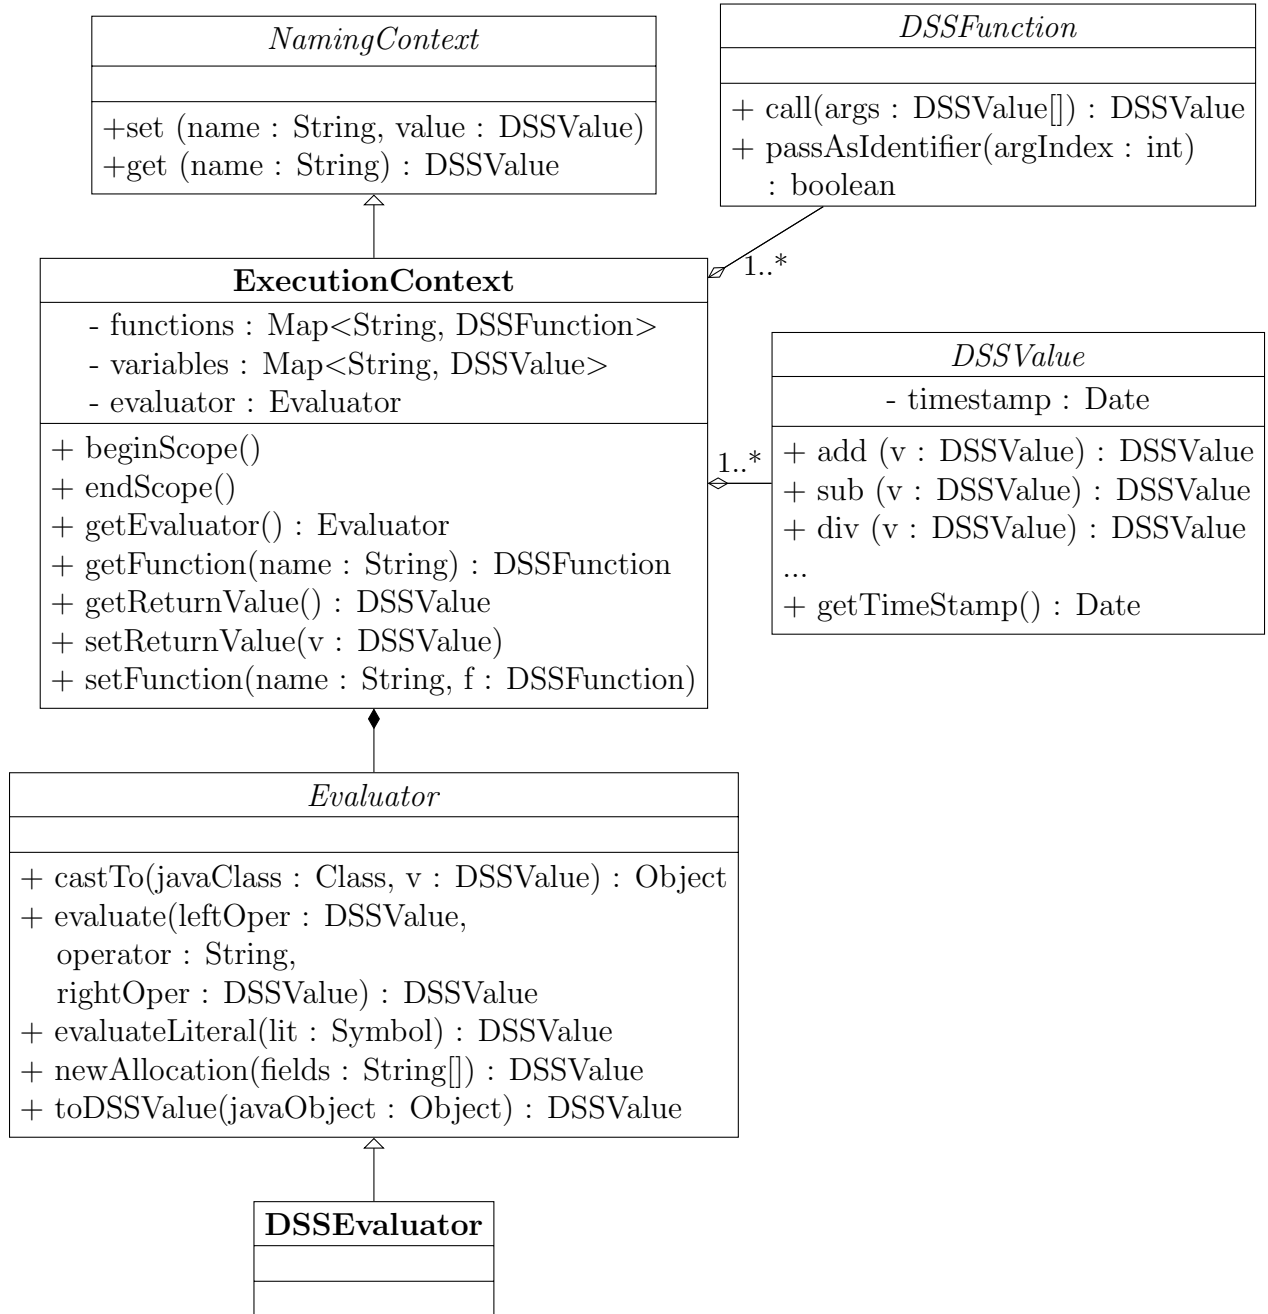 NamingContext
+set (name : String, value : DSSValue)
+get (name : String) : DSSValue
DSSFunction
+ call(args : DSSValue[]) : DSSValue
+ passAsIdentifier(argIndex : int)
: boolean
1..*
ExecutionContext
- functions : Map<String, DSSFunction>
- variables : Map<String, DSSValue>
- evaluator : Evaluator
+ beginScope()
+ endScope()
+ getEvaluator() : Evaluator
+ getFunction(name : String) : DSSFunction
+ getReturnValue() : DSSValue
+ setReturnValue(v : DSSValue)
+ setFunction(name : String, f : DSSFunction)
1..*
DSSValue
- timestamp : Date
+ add (v : DSSValue) : DSSValue
+ sub (v : DSSValue) : DSSValue
+ div (v : DSSValue) : DSSValue
...
+ getTimeStamp() : Date
Evaluator
+ castTo(javaClass : Class, v : DSSValue) : Object
+ evaluate(leftOper : DSSValue,
operator : String,
rightOper : DSSValue) : DSSValue
+ evaluateLiteral(lit : Symbol) : DSSValue
+ newAllocation(fields : String[]) : DSSValue
+ toDSSValue(javaObject : Object) : DSSValue
DSSEvaluator